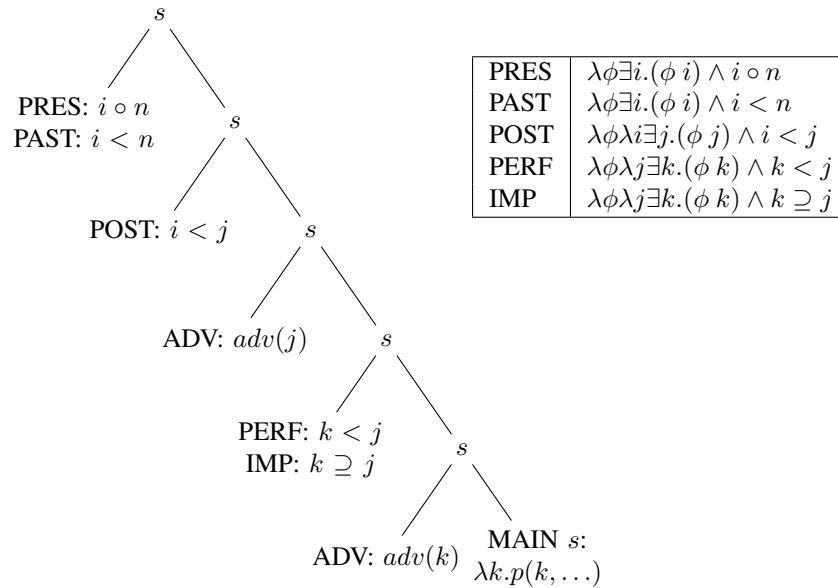 s
PRES: i ∘ n
PAST: i < n
s
POST: i < j
s
ADV: adv(j)
s
PERF: k < j
IMP: k ⊇ j
s
ADV: adv(k)
MAIN s:
λk.p(k, . . .)
PRES λϕ∃i.(ϕ i) ∧ i ∘ n
PAST λϕ∃i.(ϕ i) ∧ i < n
POST λϕλi∃j.(ϕ j) ∧ i < j
PERF λϕλj∃k.(ϕ k) ∧ k < j
IMP λϕλj∃k.(ϕ k) ∧ k ⊇ j